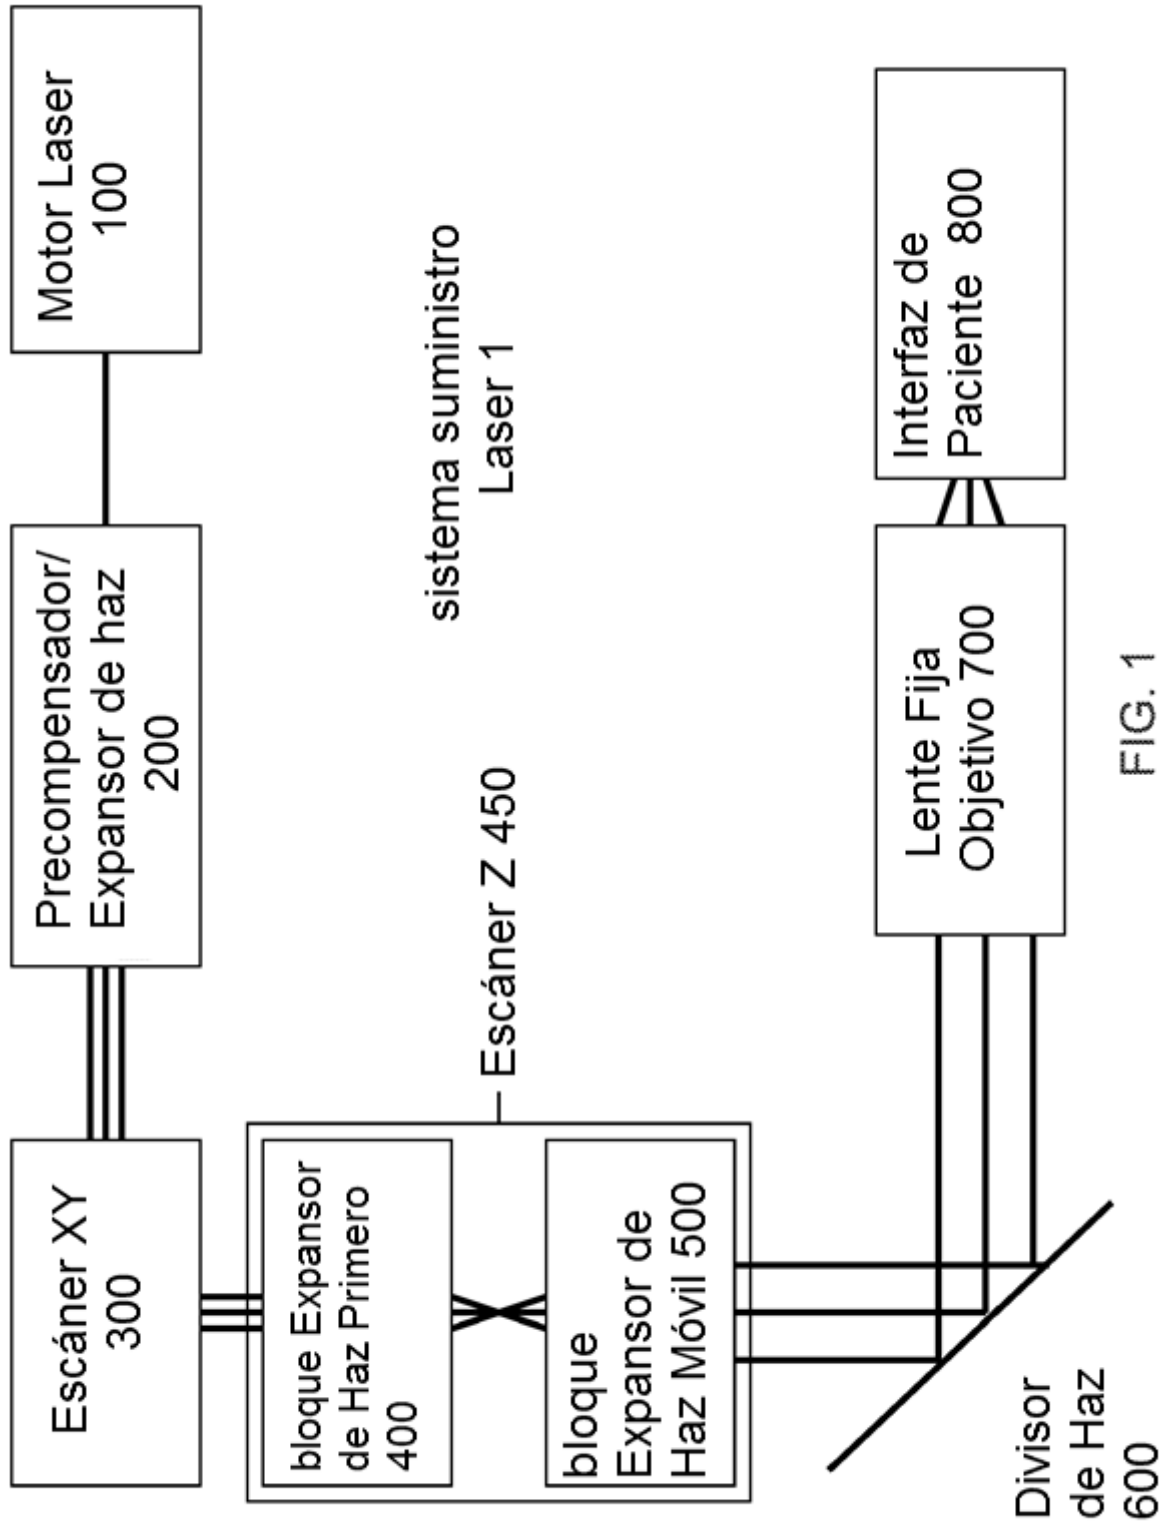 Motor Laser
100
Precompensador/
Expansor de haz
200
Escáner XY
300
bloque Expansor
de Haz Primero
400
Escáner Z 450
bloque
Expansor de
Haz Móvil 500
sistema suministro
Laser 1
Divisor
de Haz
600
Lente Fija
Objetivo 700
Interfaz de
Paciente 800
FIG. 1